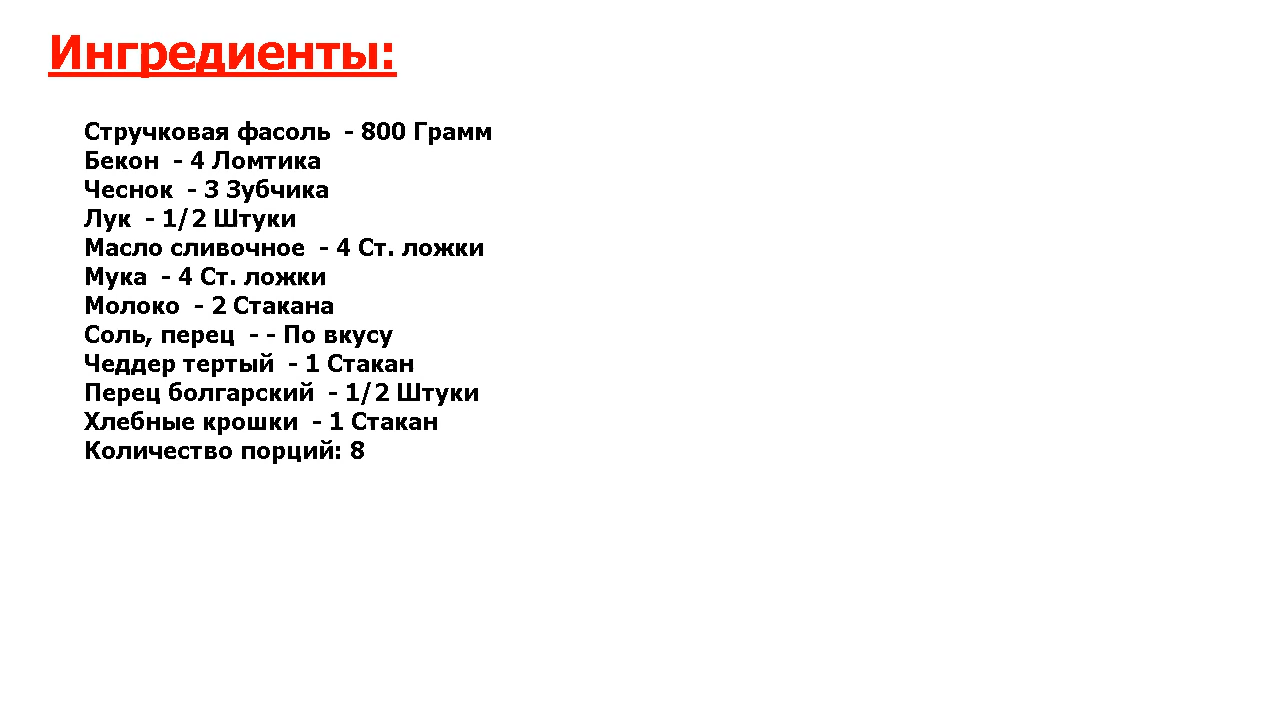 Ингредиенты:
Стручковая фасоль  - 800 Грамм
Бекон  - 4 Ломтика
Чеснок  - 3 Зубчика
Лук  - 1/2 Штуки
Масло сливочное  - 4 Ст. ложки
Мука  - 4 Ст. ложки
Молоко  - 2 Стакана
Соль, перец  - - По вкусу
Чеддер тертый  - 1 Стакан
Перец болгарский  - 1/2 Штуки
Хлебные крошки  - 1 Стакан
Количество порций: 8